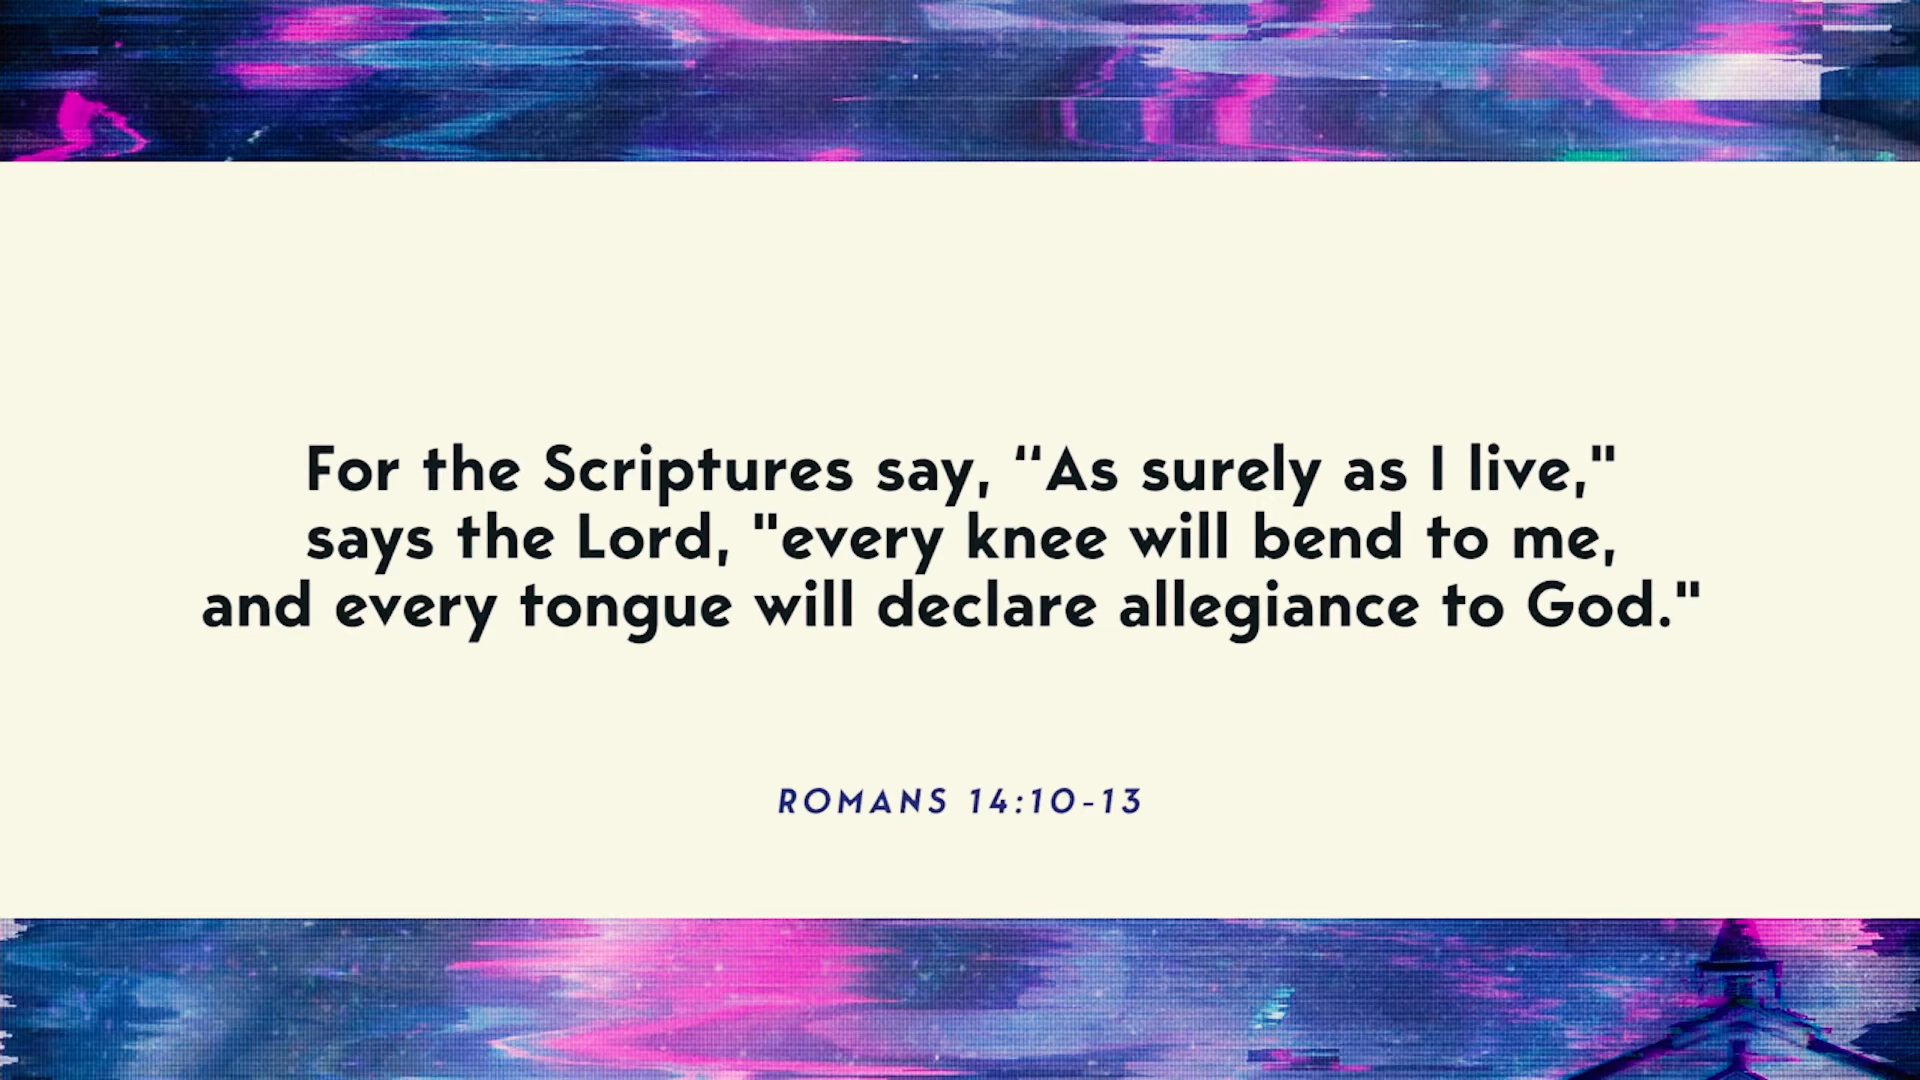 For the Scriptures say, “As surely as I live,"
says the Lord, "every knee will bend to me,
and every tongue will declare allegiance to God."
ROMANS 14:10-13